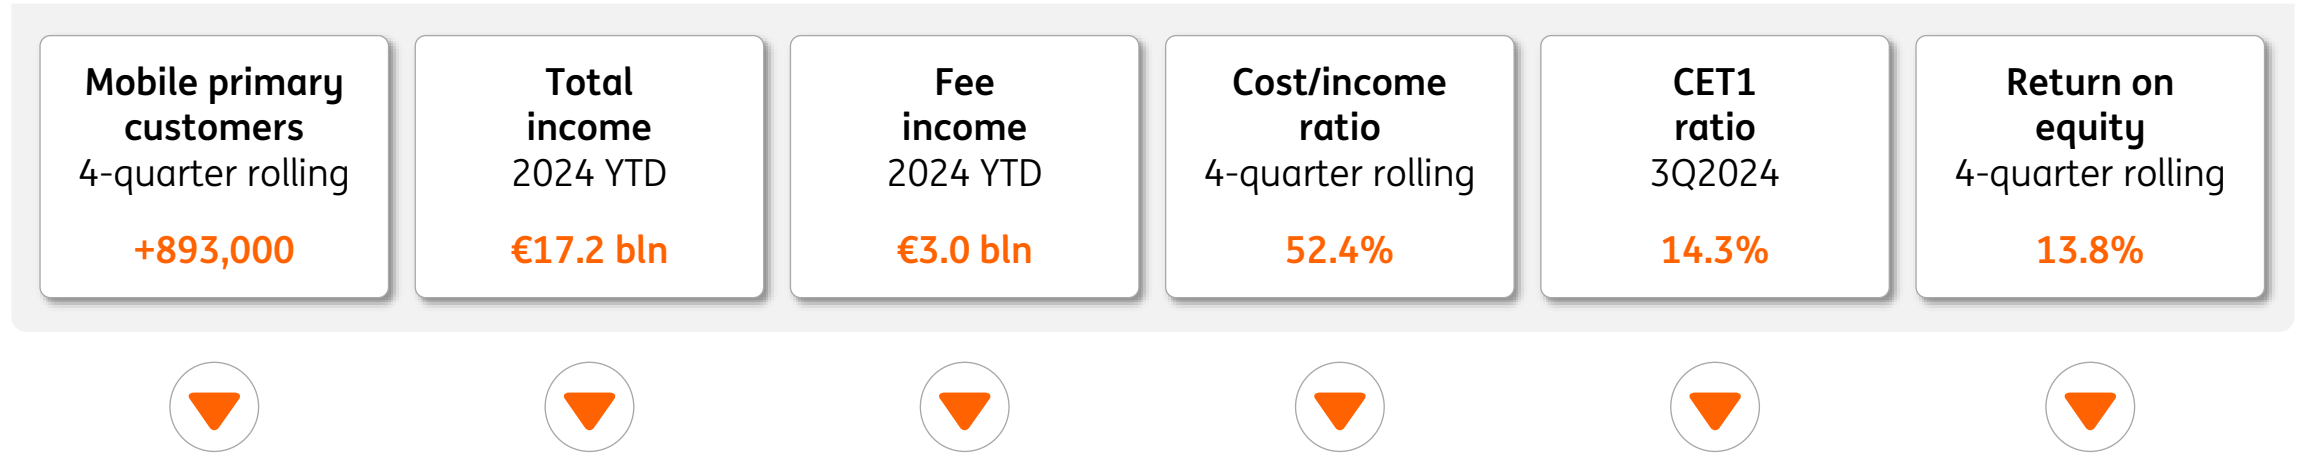 Mobile primary
customers
4-quarter rolling
+893,000
Total
income
2024 YTD
€17.2 bln
Fee
income
2024 YTD
€3.0 bln
Cost/income
ratio
4-quarter rolling
52.4%
CET1
ratio
3Q2024
14.3%
Return on
equity
4-quarter rolling
13.8%